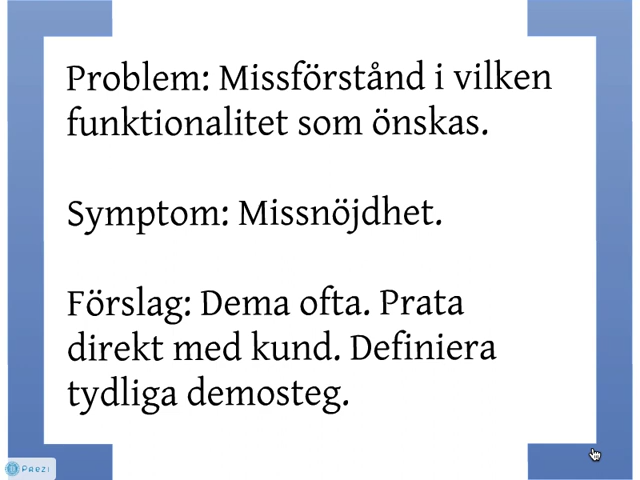 Problem: Missförstånd i vilken
funktionalitet som önskas.
Symptom: Missnöjdhet.
Förslag: Dema ofta. Prata
direkt med kund. Definiera
tydliga demosteg.
PREZI